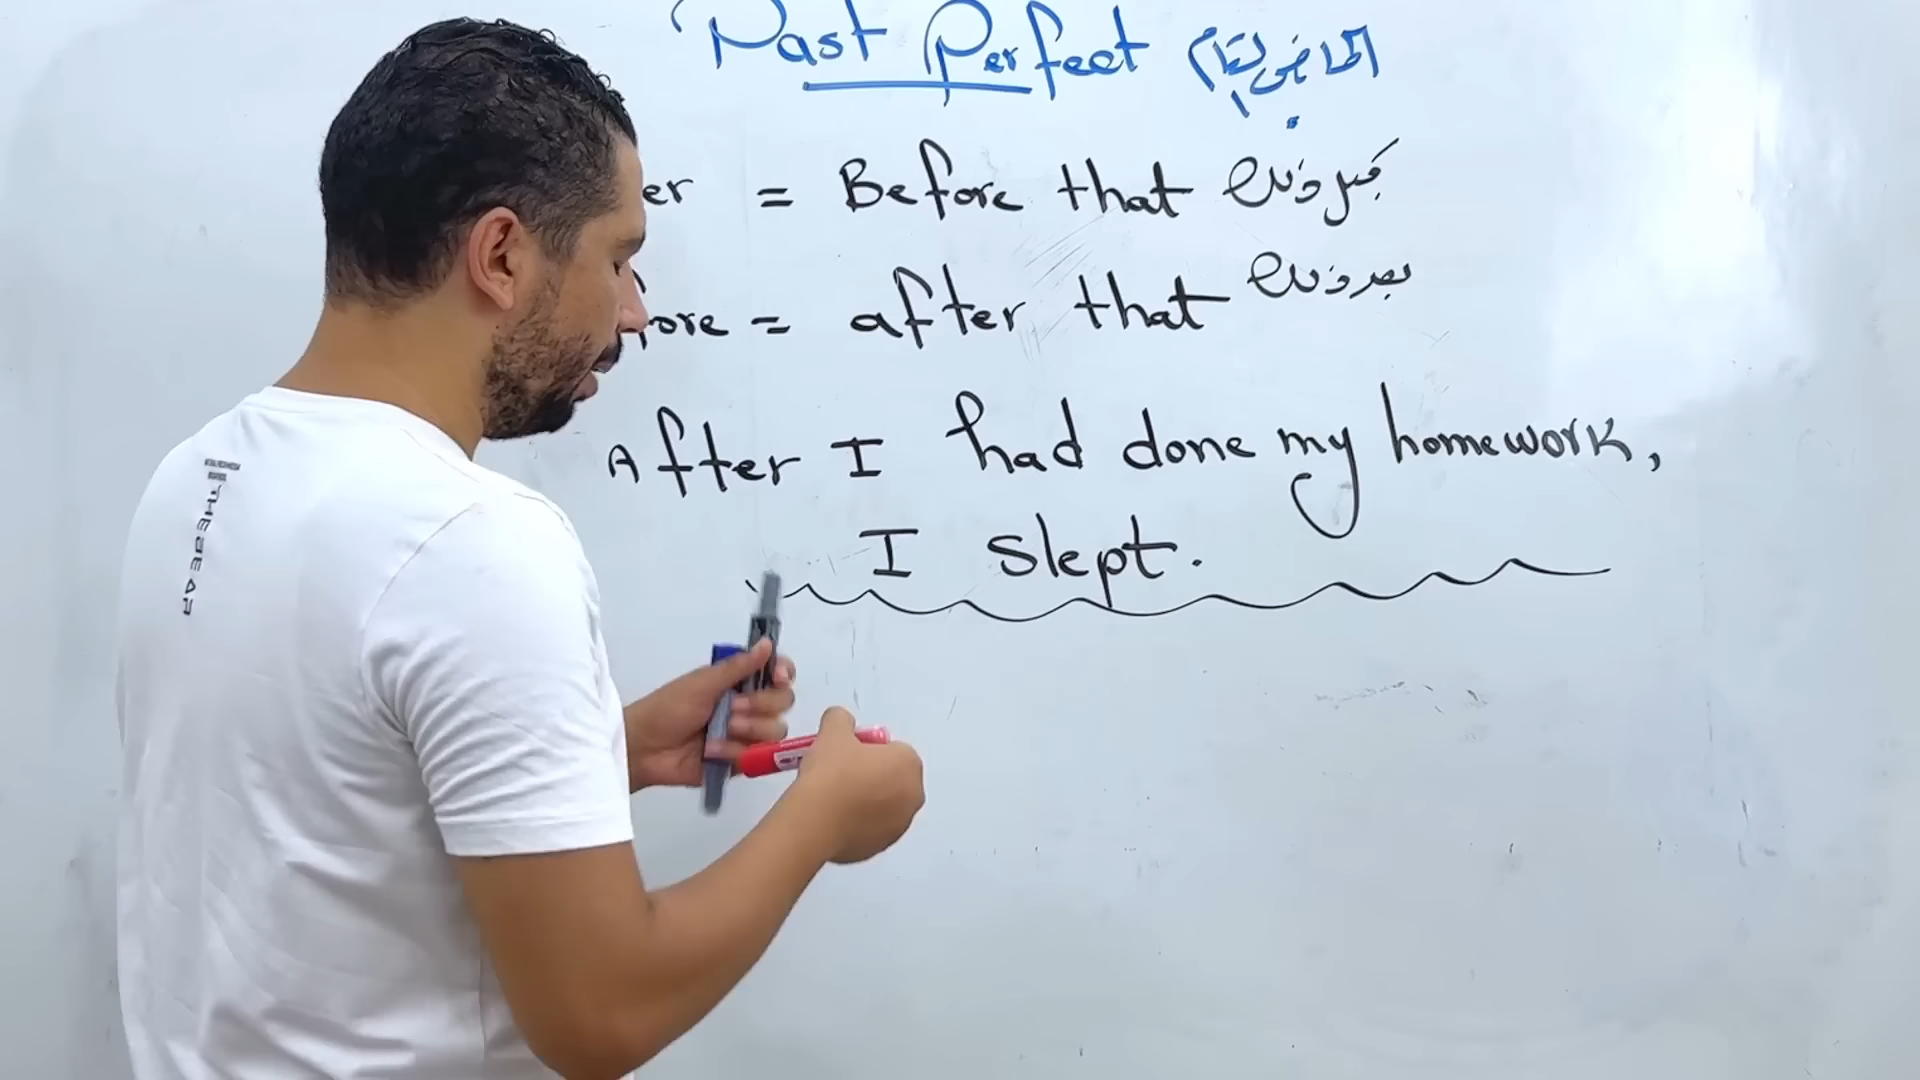 Past Perfect الماضي التام
er = Before that قبل ذلك
ore = after that بعد ذلك
After I had done my homework,
I slept.
THEBEAR